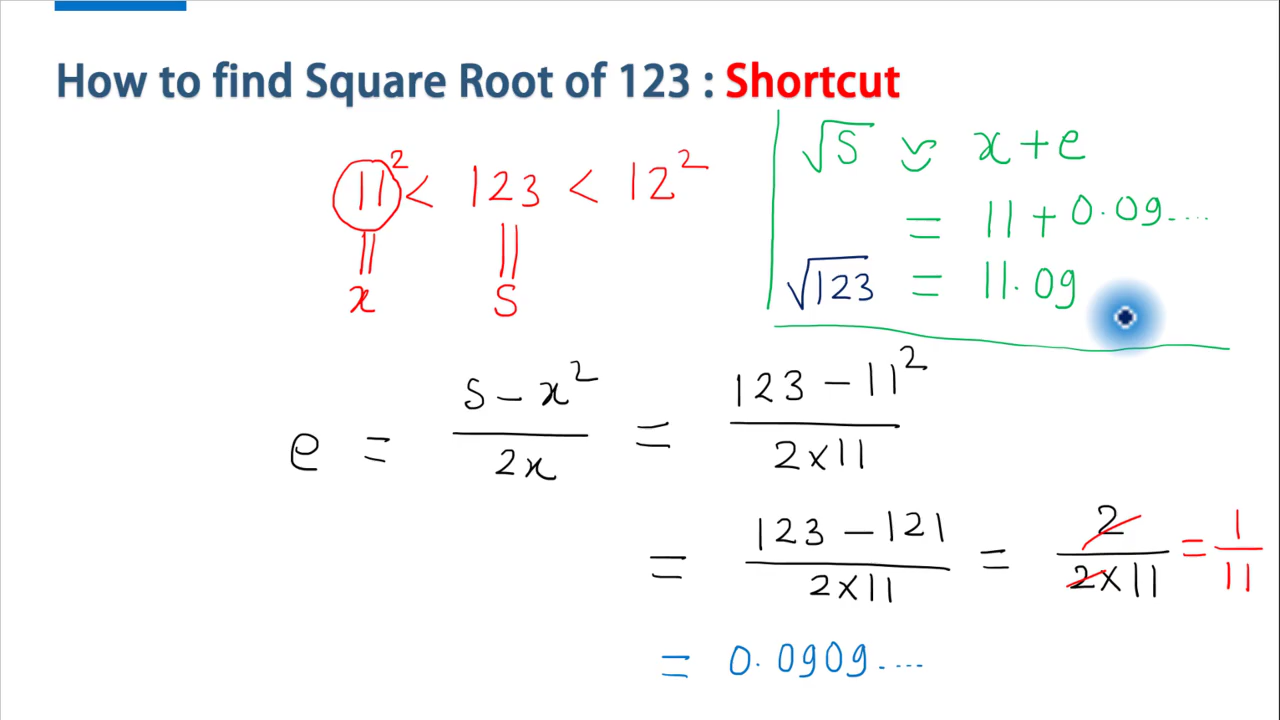 How to find Square Root of 123 : Shortcut
11² < 123 < 12²
x
S
√S ≈ x + e
= 11 + 0.09....
√123 = 11.09
e = (S - x²)/(2x) = (123 - 11²)/(2×11)
= (123 - 121)/(2×11) = 2/(2×11) = 1/11
= 0.0909....